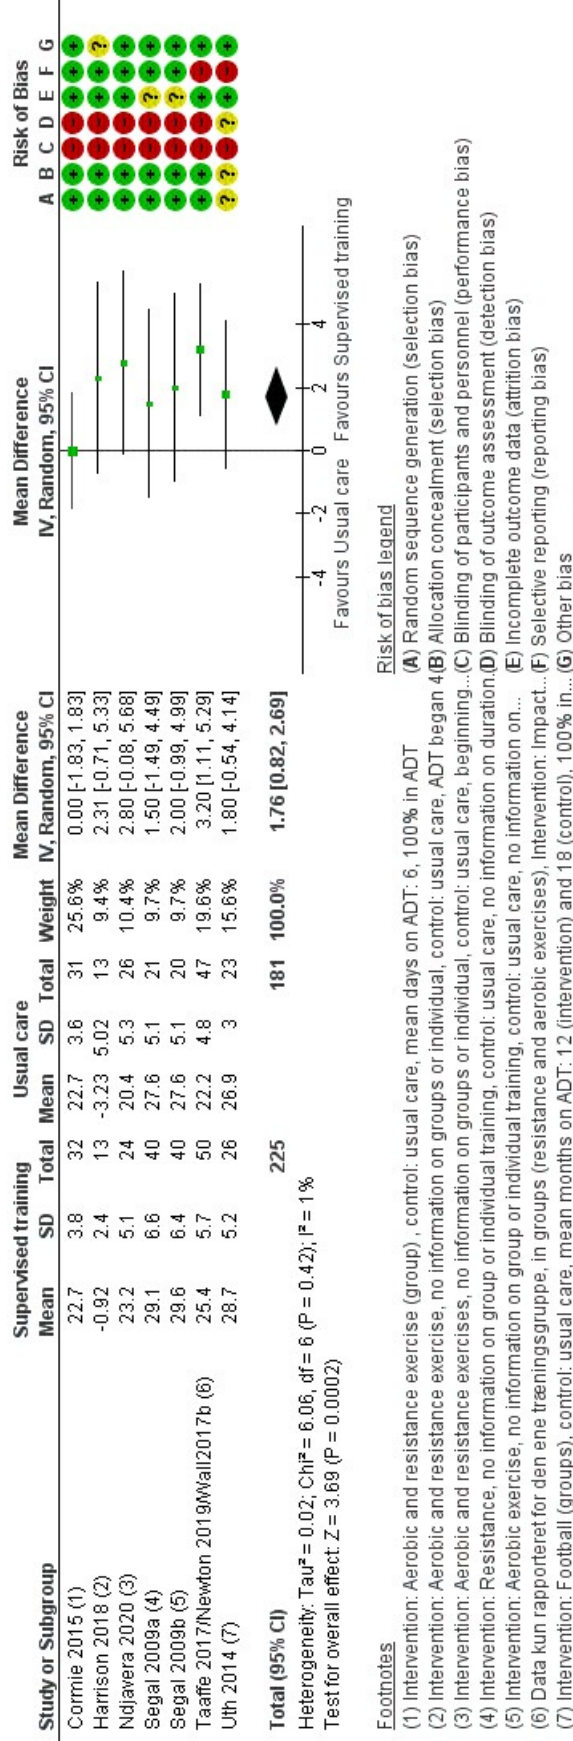 Supervised training Usual care Mean Difference Mean Difference Risk of Bias
Study or Subgroup Mean SD Total Mean SD Total Weight IV, Random, 95% CI IV, Random, 95% CI A B C D E F G
Cormie 2015 (1) 22.7 3.8 32 22.7 3.6 31 25.6% 0.00 [-1.83, 1.83] + + - - + + +
Harrison 2018 (2) -0.92 2.4 13 -3.23 5.02 13 9.4% 2.31 [-0.71, 5.33] + + - - + + ?
Ndjavera 2020 (3) 23.2 5.1 24 20.4 5.3 26 10.4% 2.80 [-0.08, 5.68] + + - - + + +
Segal 2009a (4) 29.1 6.6 40 27.6 5.1 21 9.7% 1.50 [-1.49, 4.49] + + - - ? + +
Segal 2009b (5) 29.6 6.4 40 27.6 5.1 20 9.7% 2.00 [-0.99, 4.99] + + - - ? + +
Taaffe 2017/Newton 2019/Wall2017b (6) 25.4 5.7 50 22.2 4.8 47 19.6% 3.20 [1.11, 5.29] + + - - + - +
Uth 2014 (7) 28.7 5.2 26 26.9 3 23 15.6% 1.80 [-0.54, 4.14] ? ? - ? + - +
Total (95% CI) 225 181 100.0% 1.76 [0.82, 2.69]
Heterogeneity: Tau² = 0.02; Chi² = 6.06, df = 6 (P = 0.42); I² = 1%
Test for overall effect: Z = 3.69 (P = 0.0002)
-4 -2 0 2 4
Favours Usual care Favours Supervised training
Footnotes
(1) Intervention: Aerobic and resistance exercise (group) , control: usual care, mean days on ADT: 6, 100% in ADT
(2) Intervention: Aerobic and resistance exercise, no information on groups or individual, control: usual care, ADT began 4
(3) Intervention: Aerobic and resistance exercises, no information on groups or individual, control: usual care, beginning...
(4) Intervention: Resistance, no information on group or individual training, control: usual care, no information on duration...
(5) Intervention: Aerobic exercise, no information on group or individual training, control: usual care, no information on...
(6) Data kun rapporteret for den ene træningsgruppe, in groups (resistance and aerobic exercises), Intervention: Impact...
(7) Intervention: Football (groups), control: usual care, mean months on ADT: 12 (intervention) and 18 (control), 100% in...
Risk of bias legend
(A) Random sequence generation (selection bias)
(B) Allocation concealment (selection bias)
(C) Blinding of participants and personnel (performance bias)
(D) Blinding of outcome assessment (detection bias)
(E) Incomplete outcome data (attrition bias)
(F) Selective reporting (reporting bias)
(G) Other bias